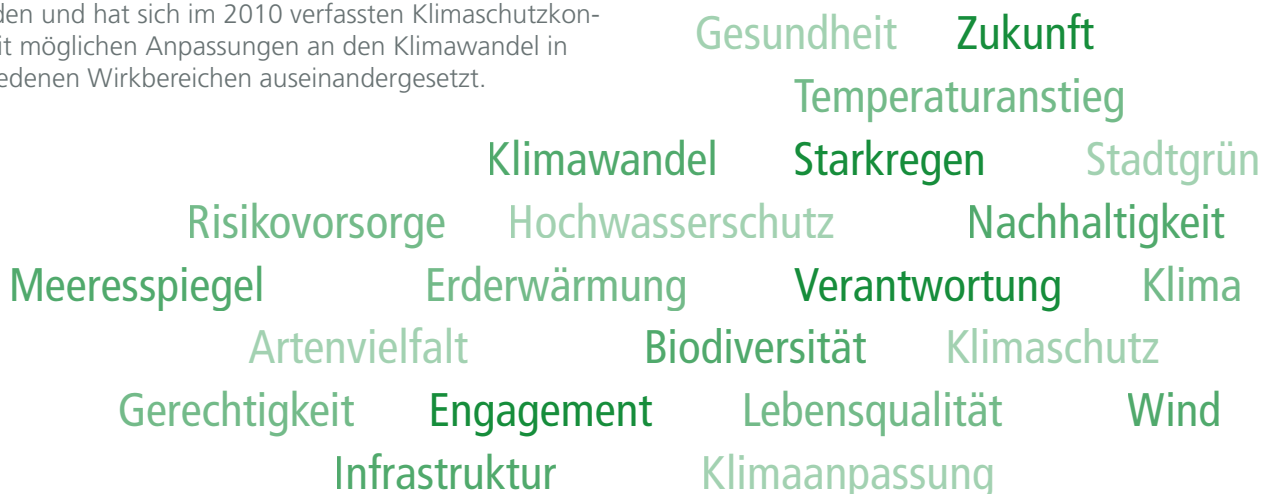 den und hat sich im 2010 verfassten Klimaschutzkon-
it möglichen Anpassungen an den Klimawandel in
edenen Wirkbereichen auseinandergesetzt.
Gesundheit Zukunft
Temperaturanstieg
Klimawandel Starkregen Stadtgrün
Risikovorsorge Hochwasserschutz Nachhaltigkeit
Meeresspiegel Erderwärmung Verantwortung Klima
Artenvielfalt Biodiversität Klimaschutz
Gerechtigkeit Engagement Lebensqualität Wind
Infrastruktur Klimaanpassung